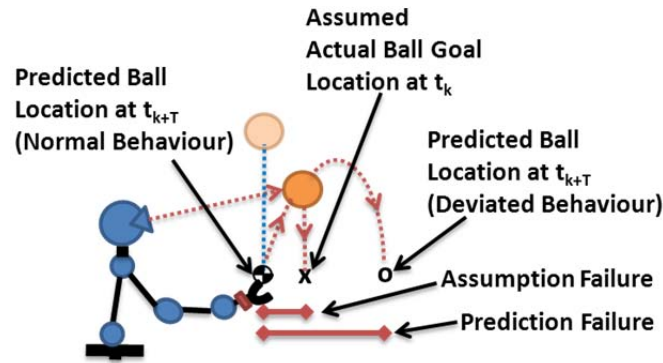 Assumed
Actual Ball Goal
Location at tk
Predicted Ball
Location at tk+T
(Normal Behaviour)
Predicted Ball
Location at tk+T
(Deviated Behaviour)
x
o
Assumption Failure
Prediction Failure